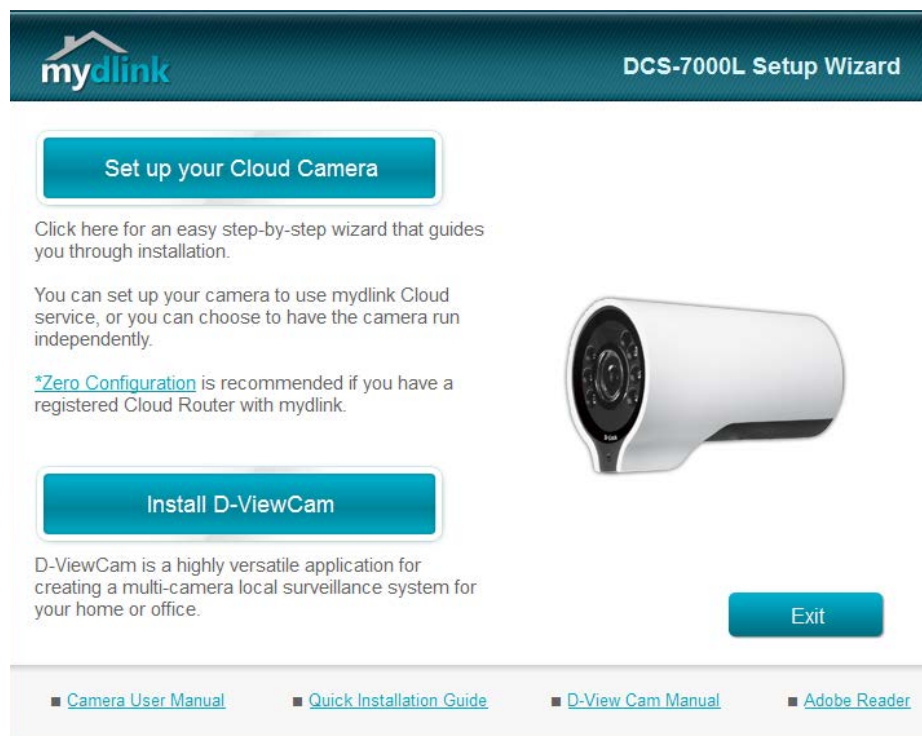 mydlink
DCS-7000L Setup Wizard
Set up your Cloud Camera
Click here for an easy step-by-step wizard that guides
you through installation.
You can set up your camera to use mydlink Cloud
service, or you can choose to have the camera run
independently.
*Zero Configuration is recommended if you have a
registered Cloud Router with mydlink.
D-Link
Install D-ViewCam
D-ViewCam is a highly versatile application for
creating a multi-camera local surveillance system for
your home or office.
Exit
Camera User Manual
Quick Installation Guide
D-View Cam Manual
Adobe Reader